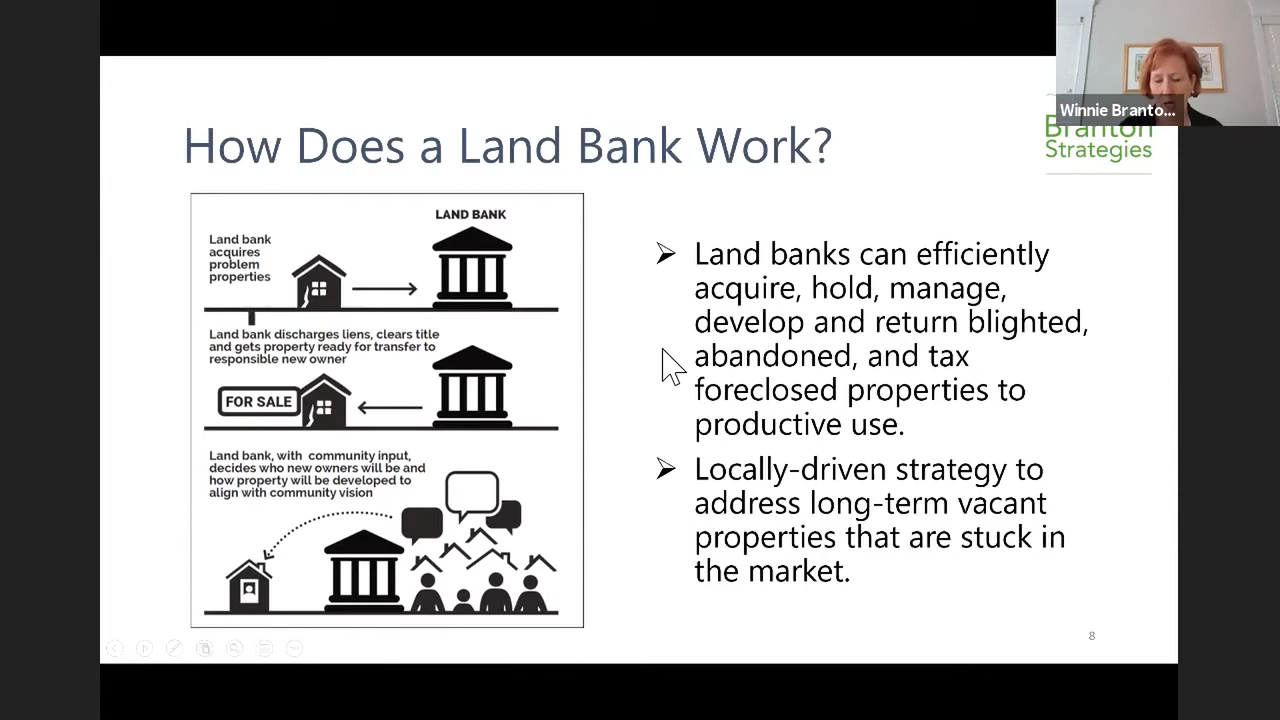 Winnie Branto...
Branton
Strategies
How Does a Land Bank Work?
LAND BANK
Land bank
acquires
problem
properties
Land bank discharges liens, clears title
and gets property ready for transfer to
responsible new owner
FOR SALE
Land bank, with community input,
decides who new owners will be and
how property will be developed to
align with community vision
➢ Land banks can efficiently
acquire, hold, manage,
develop and return blighted,
abandoned, and tax
foreclosed properties to
productive use.
➢ Locally-driven strategy to
address long-term vacant
properties that are stuck in
the market.
8